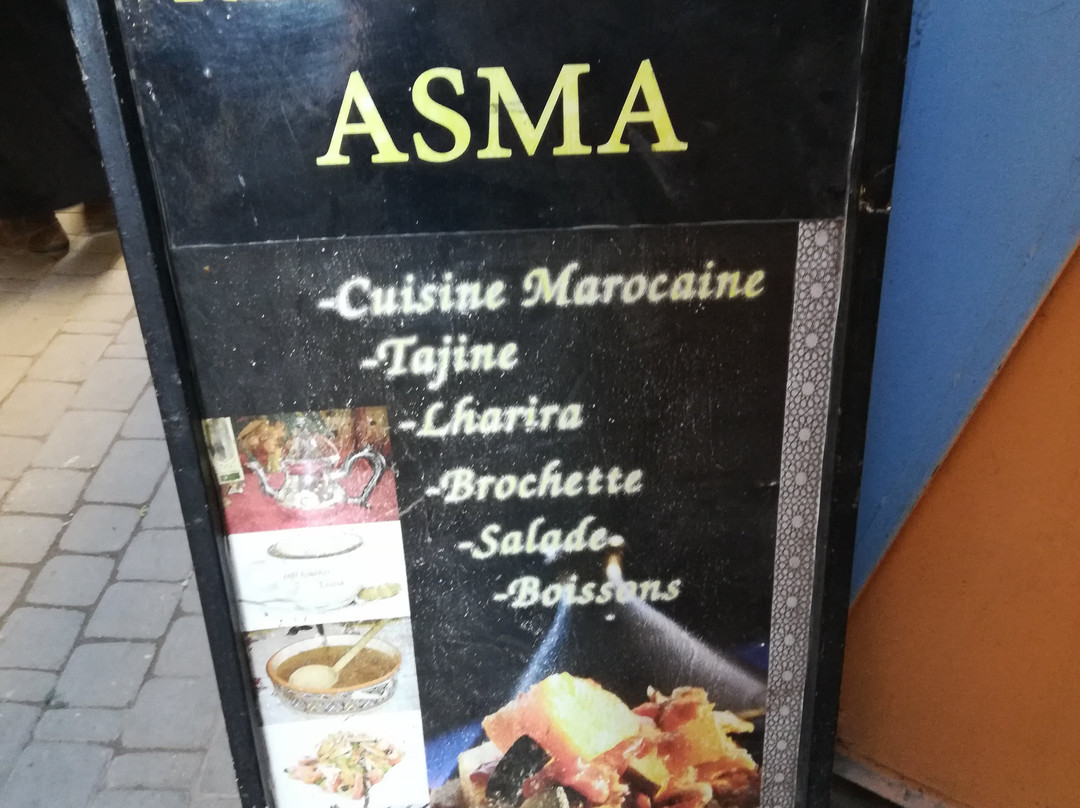 ASMA
-Cuisine Marocaine
-Tajine
-Lharira
-Brochette
-Salade-
-Boissons